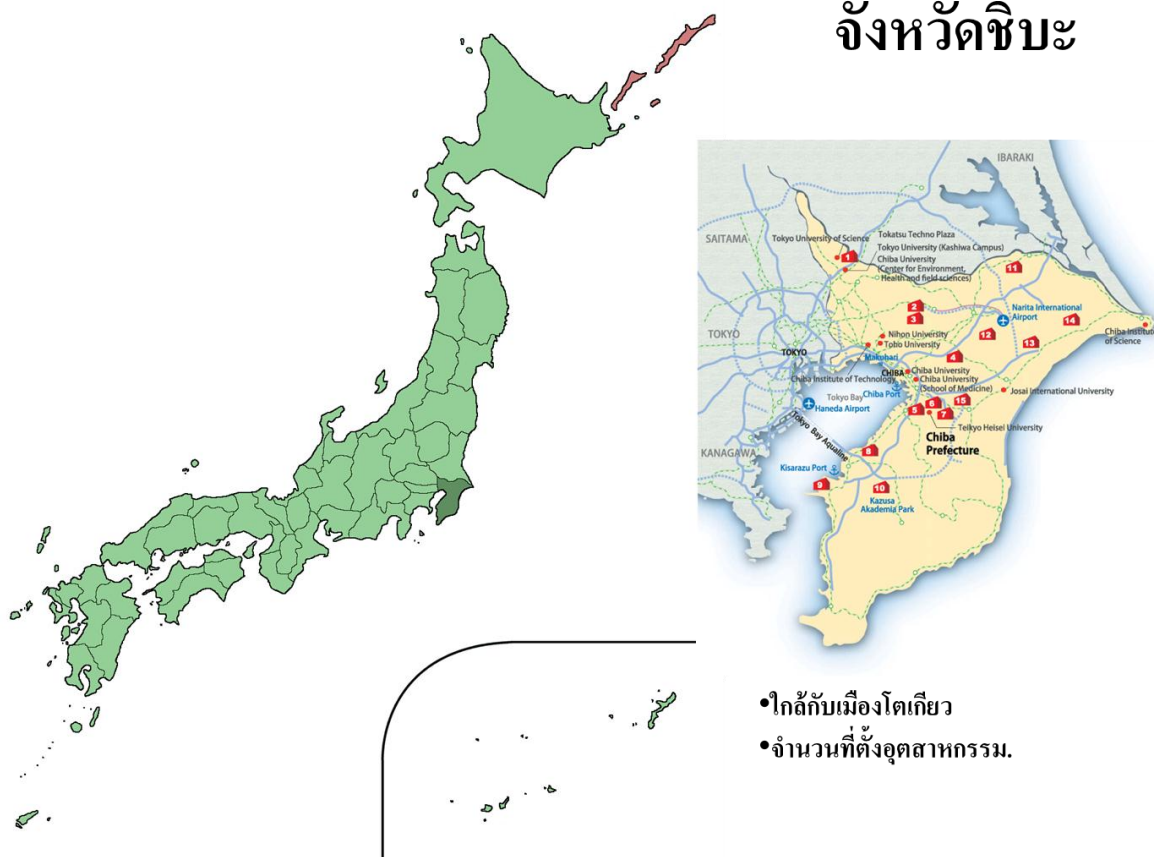 จังหวัดชิบะ
IBARAKI
SAITAMA
Tokyo University of Science
Tokatsu Techno Plaza
Tokyo University (Kashiwa Campus)
Chiba University
(Center for Environment,
Health and field sciences)
1
11
2
3
Narita International
Airport
14
12
13
Chiba Institute
of Science
TOKYO
TOKYO
Nihon University
Toho University
Makuhari
4
CHIBA
Chiba University
Chiba Institute of Technology
Chiba University
(School of Medicine)
Chiba Port
Josai International University
Tokyo Bay
Haneda Airport
5
6
7
15
Teikyo Heisei University
Tokyo Bay Aqualine
Chiba
Prefecture
KANAGAWA
8
Kisarazu Port
9
10
Kazusa
Akademia Park
•ใกล้กับเมืองโตเกียว
•จำนวนที่ตั้งอุตสาหกรรม.